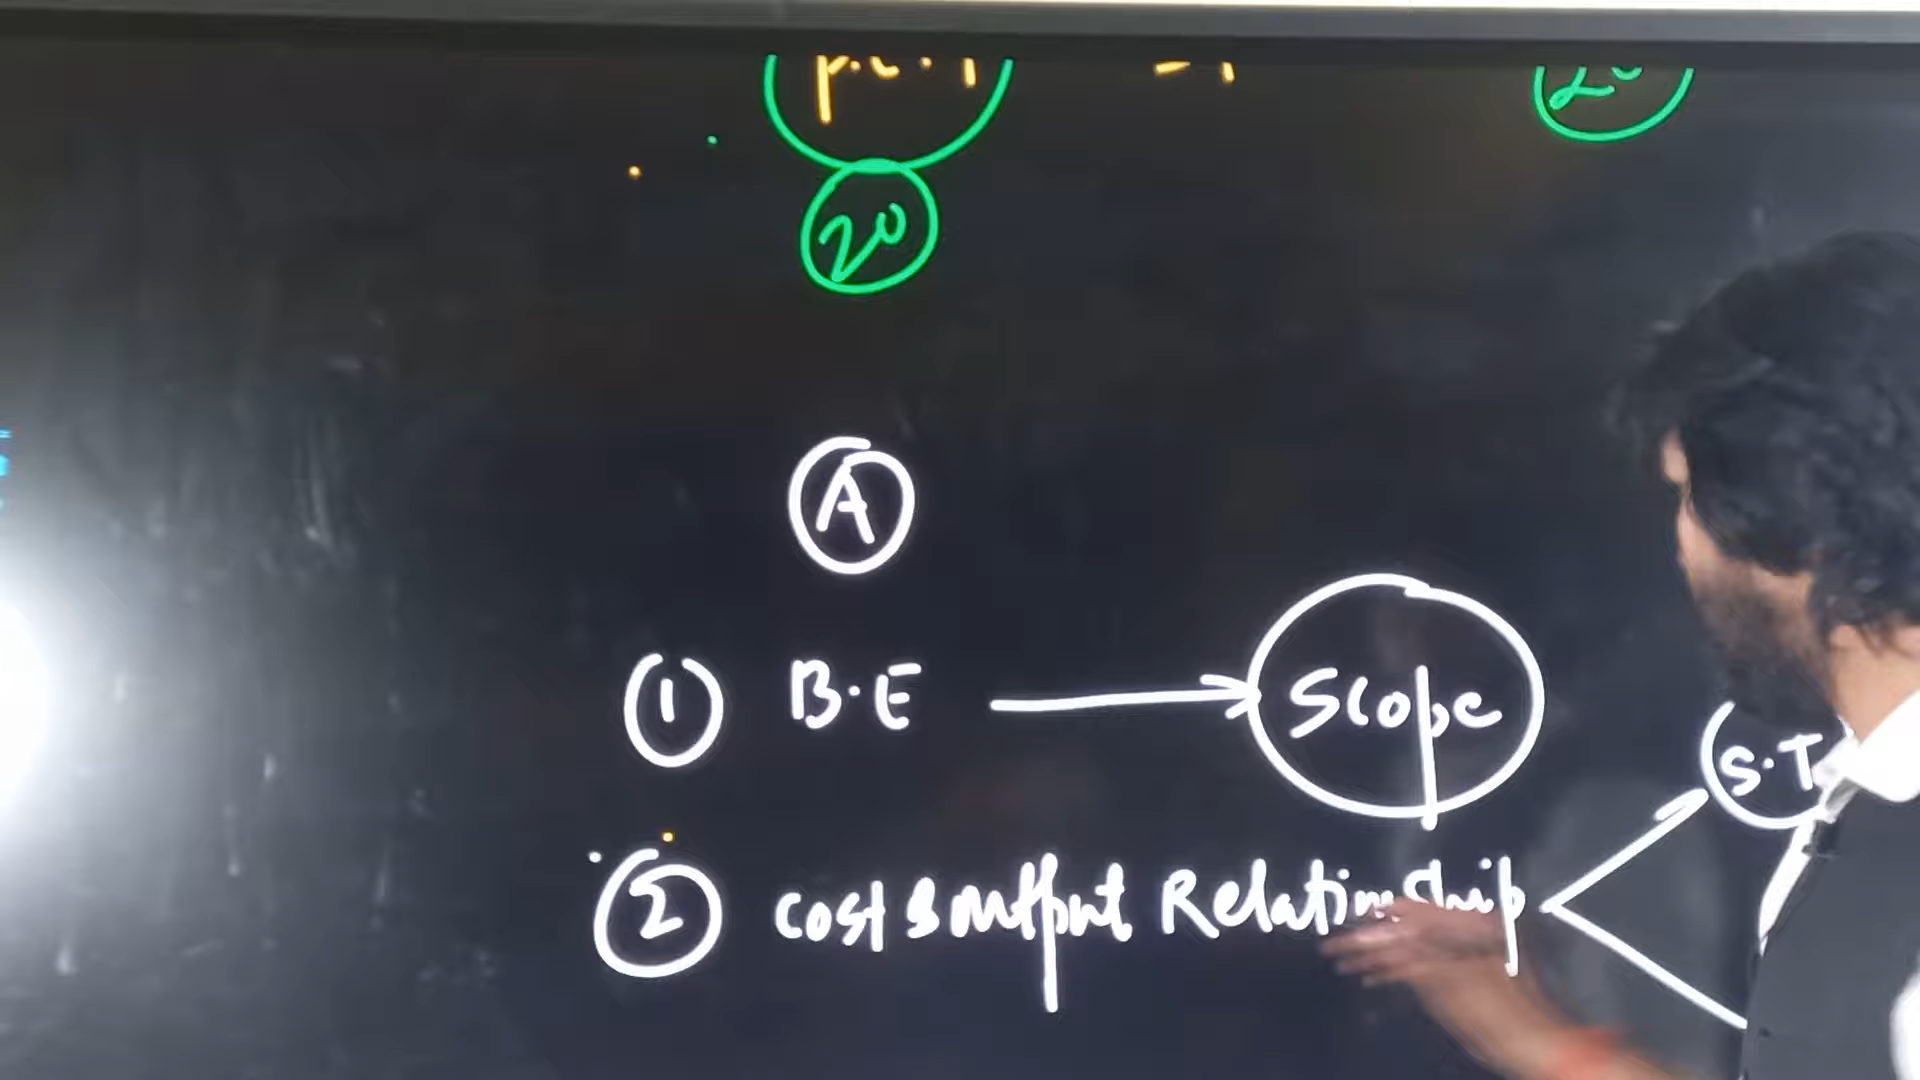 20
A
1 B.E → Scope
S.T
2 Cost & output Relationship